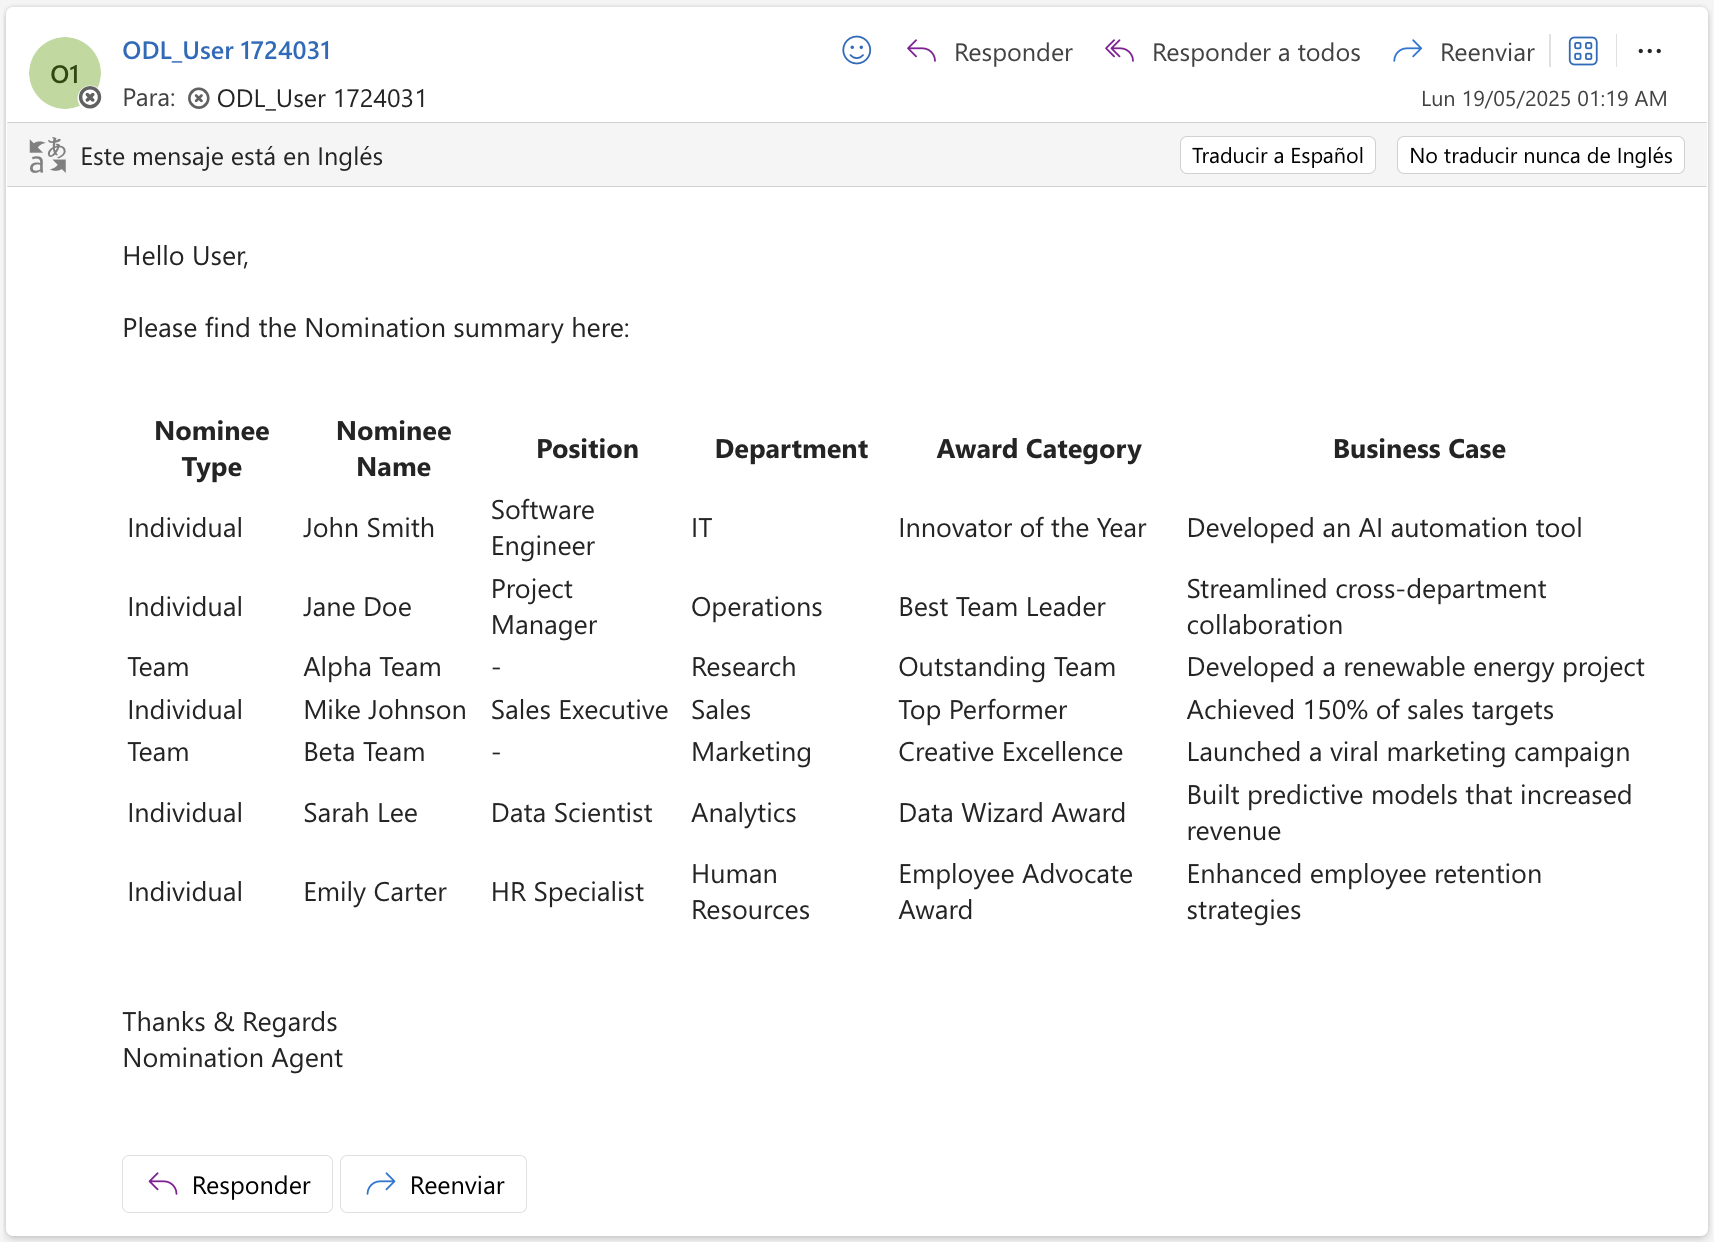 ODL_User 1724031
Responder
Responder a todos
Reenviar
O1
Para: ODL_User 1724031
Lun 19/05/2025 01:19 AM
Este mensaje está en Inglés
Traducir a Español
No traducir nunca de Inglés
Hello User,
Please find the Nomination summary here:
Nominee Type Nominee Name Position Department Award Category Business Case
Individual John Smith Software Engineer IT Innovator of the Year Developed an AI automation tool
Individual Jane Doe Project Manager Operations Best Team Leader Streamlined cross-department collaboration
Team Alpha Team - Research Outstanding Team Developed a renewable energy project
Individual Mike Johnson Sales Executive Sales Top Performer Achieved 150% of sales targets
Team Beta Team - Marketing Creative Excellence Launched a viral marketing campaign
Individual Sarah Lee Data Scientist Analytics Data Wizard Award Built predictive models that increased revenue
Individual Emily Carter HR Specialist Human Resources Employee Advocate Award Enhanced employee retention strategies
Thanks & Regards
Nomination Agent
Responder
Reenviar